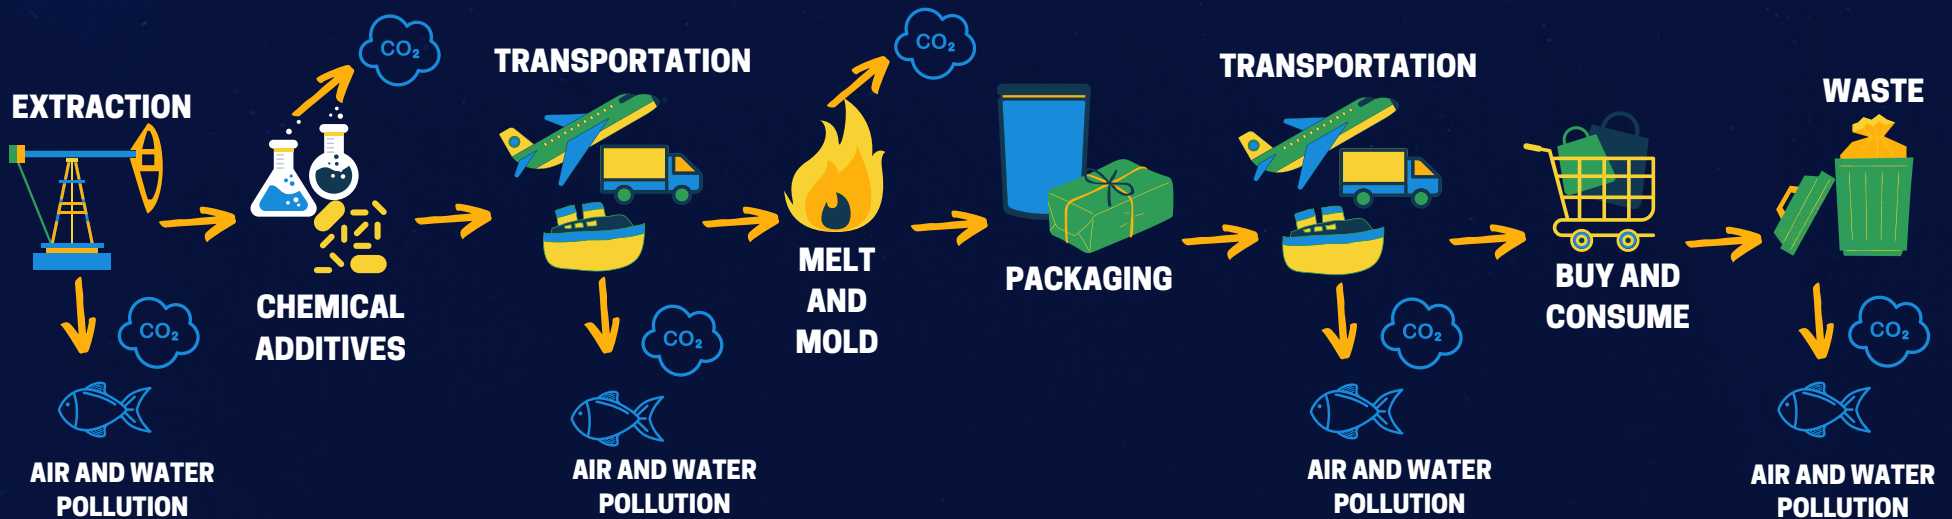 EXTRACTION
CO₂
AIR AND WATER
POLLUTION
CO₂
CHEMICAL
ADDITIVES
TRANSPORTATION
CO₂
AIR AND WATER
POLLUTION
CO₂
MELT
AND
MOLD
PACKAGING
TRANSPORTATION
CO₂
AIR AND WATER
POLLUTION
BUY AND
CONSUME
WASTE
CO₂
AIR AND WATER
POLLUTION